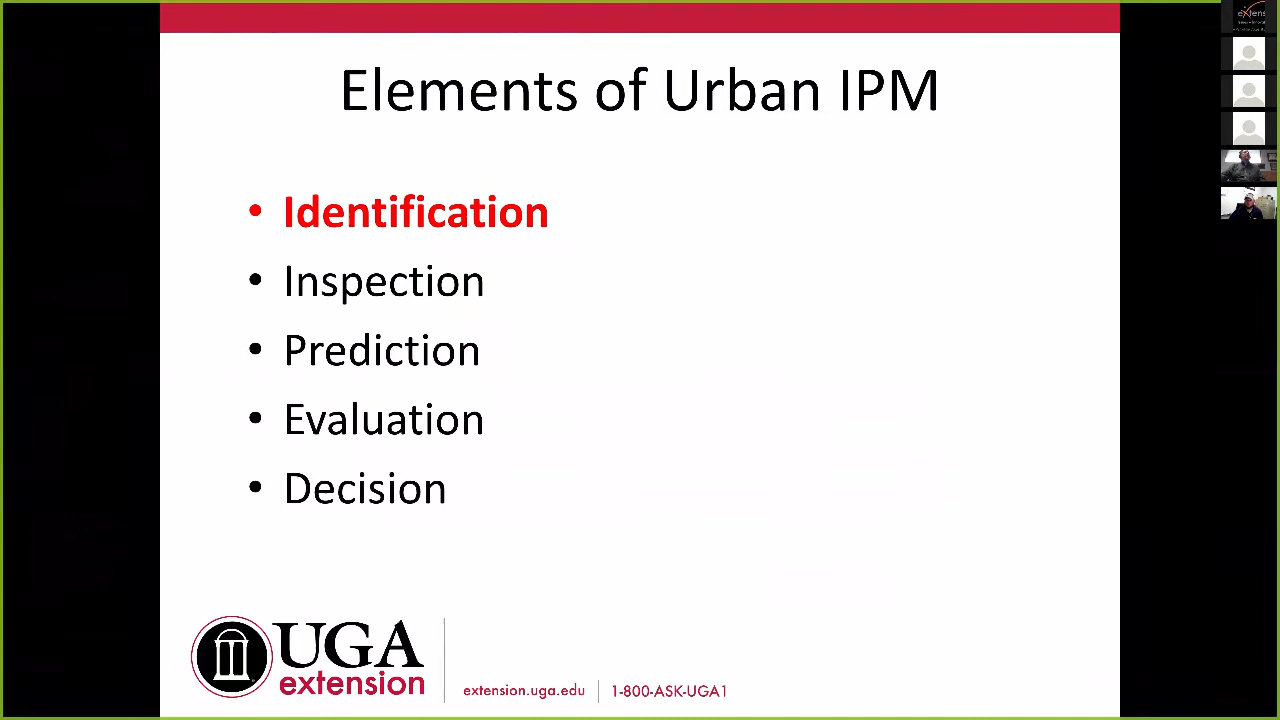 Elements of Urban IPM
• Identification
• Inspection
• Prediction
• Evaluation
• Decision
UGA
extension
extension.uga.edu | 1-800-ASK-UGA1